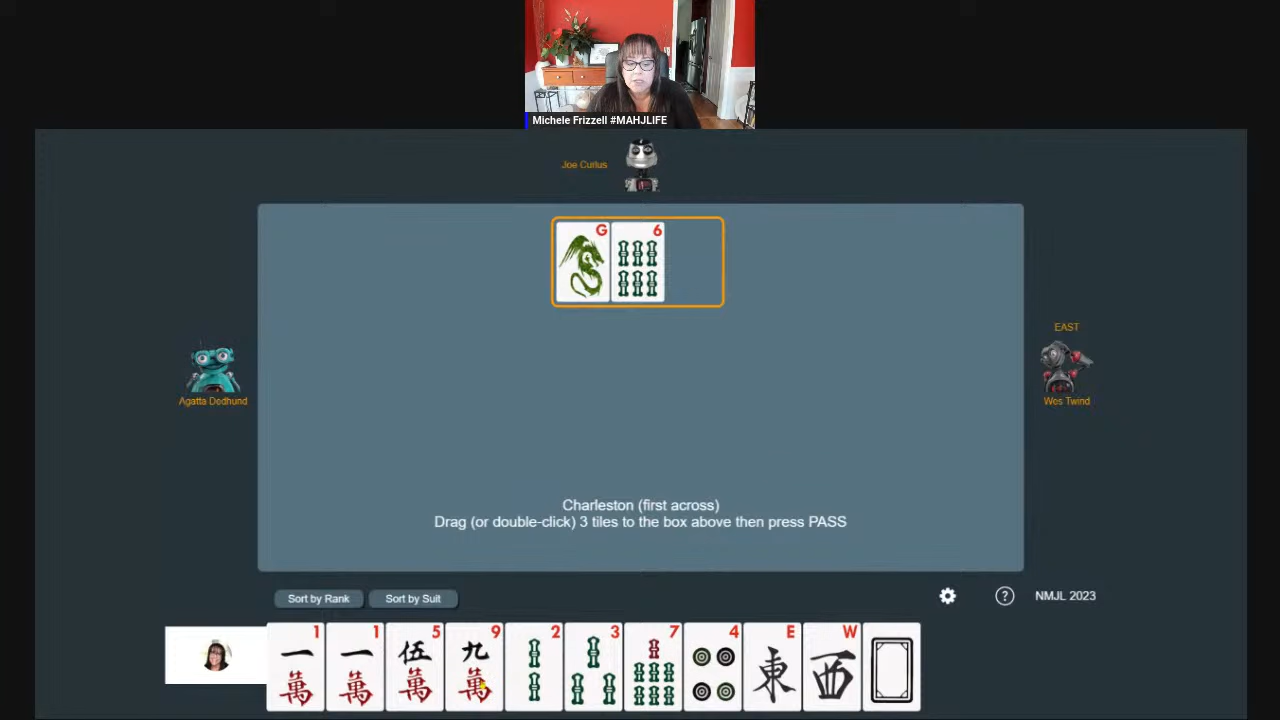 Michele Frizzell #MAHJLIFE
Joe Curius
G 6
EAST
Agatta Dedhund
Wes Twind
Charleston (first across)
Drag (or double-click) 3 tiles to the box above then press PASS
Sort by Rank Sort by Suit ? NMJL 2023
1 1 5 9 2 3 7 4 E W
一萬 一萬 伍萬 九萬 東 西